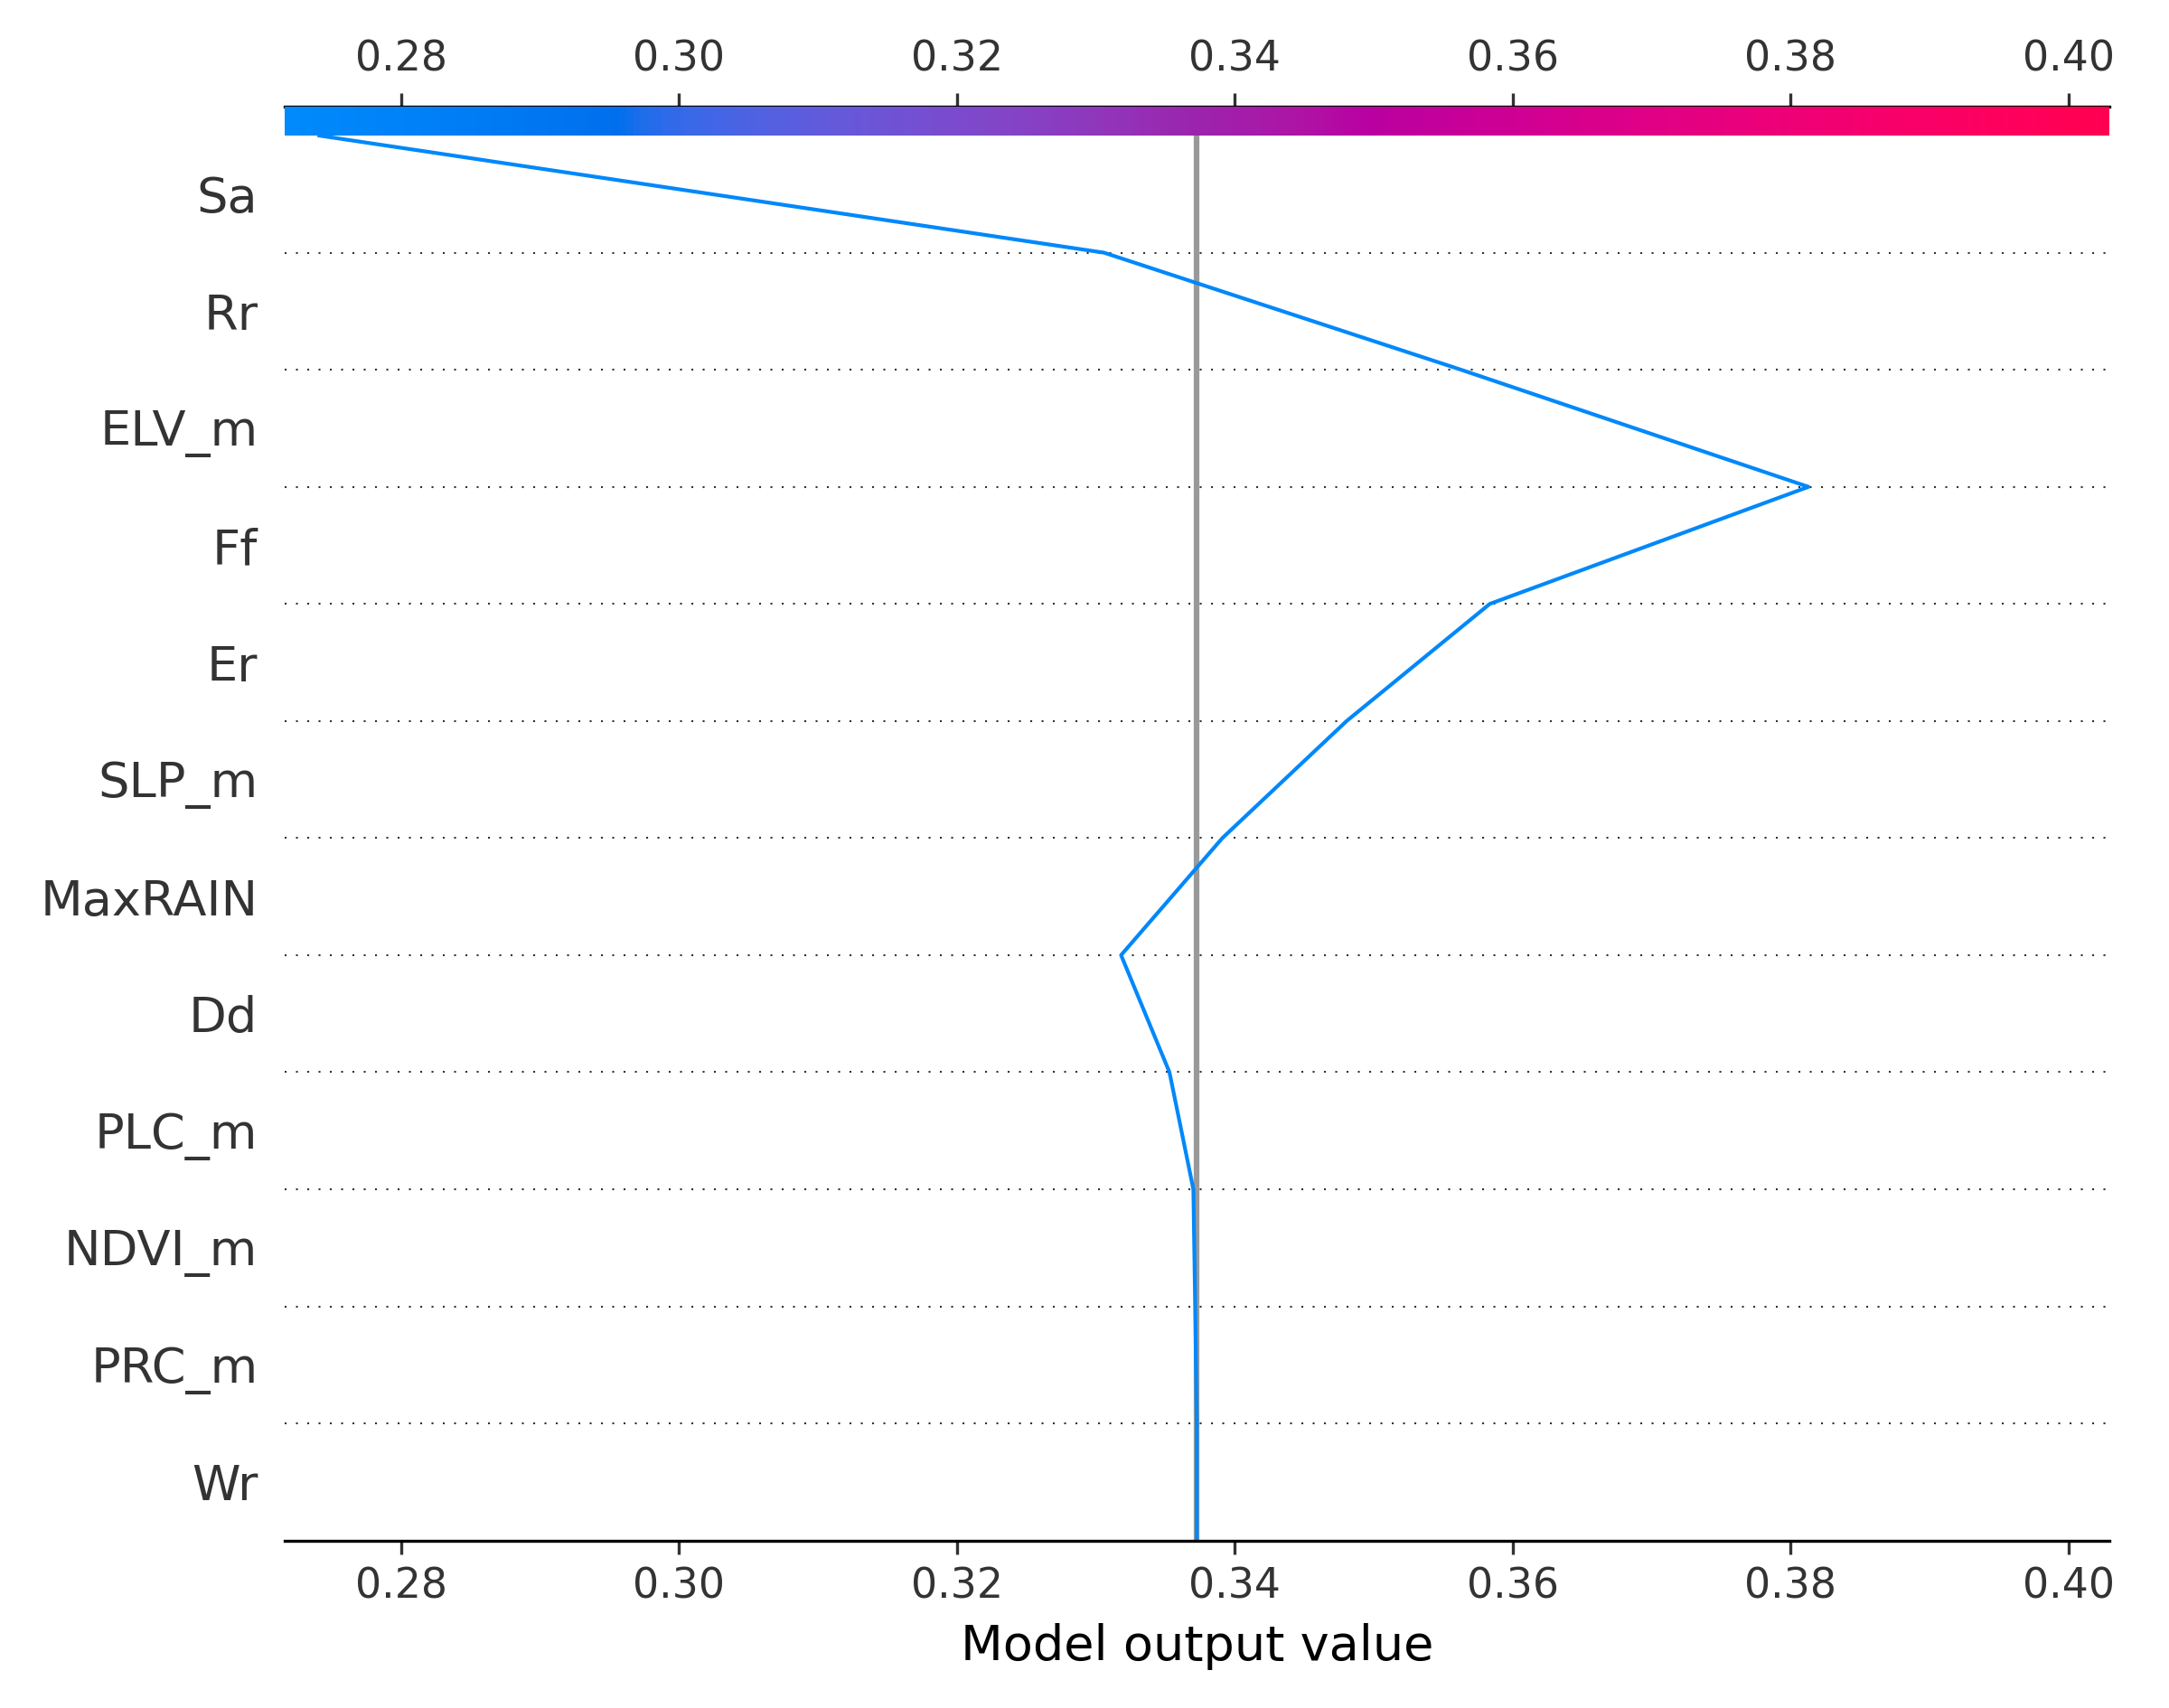 0.28 0.30 0.32 0.34 0.36 0.38 0.40
Sa
Rr
ELV_m
Ff
Er
SLP_m
MaxRAIN
Dd
PLC_m
NDVI_m
PRC_m
Wr
0.28 0.30 0.32 0.34 0.36 0.38 0.40
Model output value